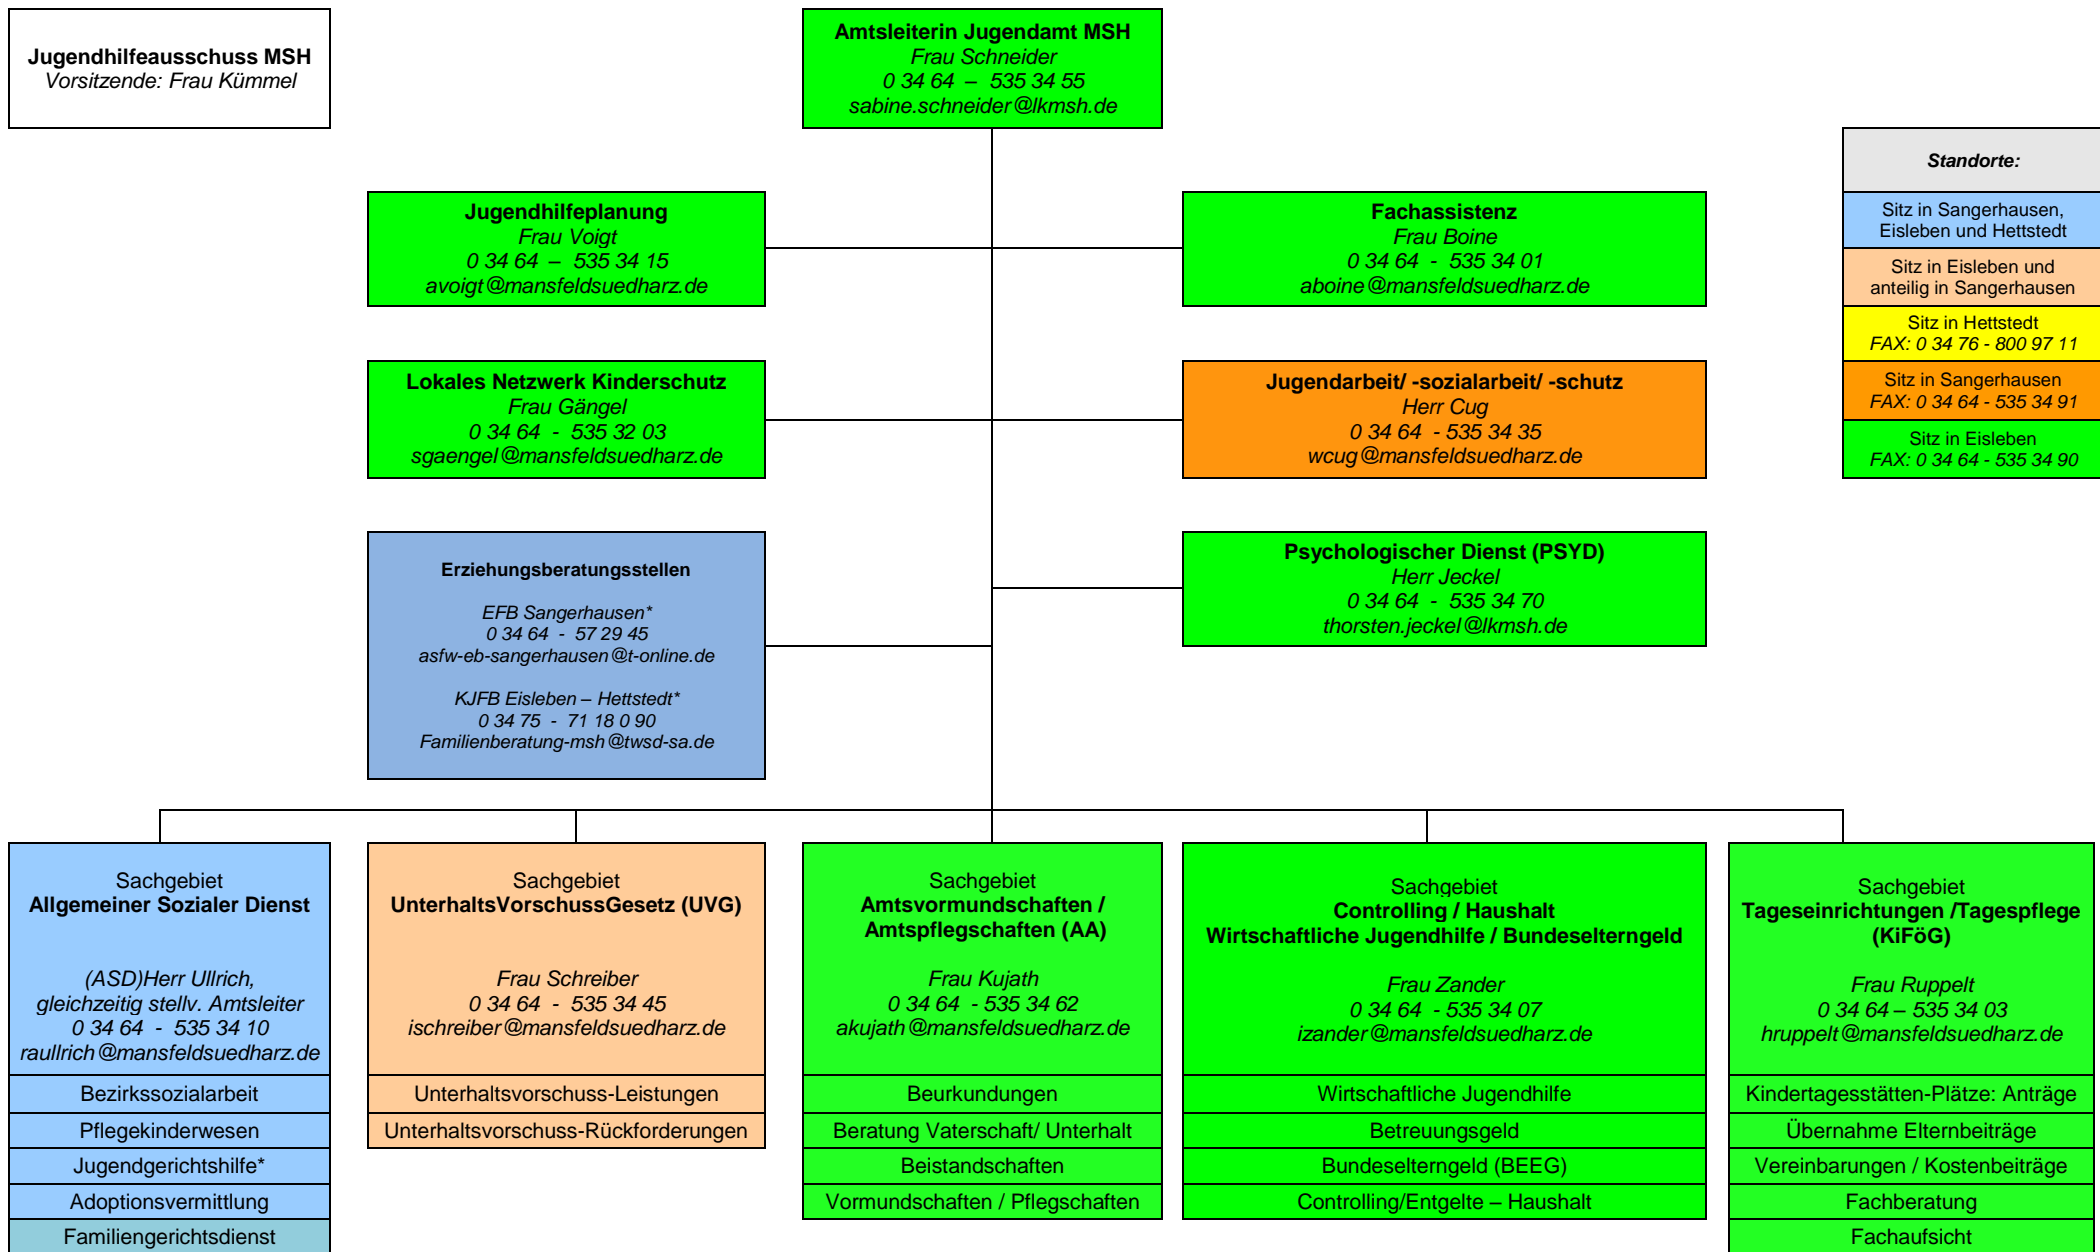 Jugendhilfeausschuss MSH
Vorsitzende: Frau Kümmel
Amtsleiterin Jugendamt MSH
Frau Schneider
0 34 64 – 535 34 55
sabine.schneider@lkmsh.de
Standorte:
Sitz in Sangerhausen,
Eisleben und Hettstedt
Sitz in Eisleben und
anteilig in Sangerhausen
Sitz in Hettstedt
FAX: 0 34 76 - 800 97 11
Sitz in Sangerhausen
FAX: 0 34 64 - 535 34 91
Sitz in Eisleben
FAX: 0 34 64 - 535 34 90
Jugendhilfeplanung
Frau Voigt
0 34 64 – 535 34 15
avoigt@mansfeldsuedharz.de
Fachassistenz
Frau Boine
0 34 64 - 535 34 01
aboine@mansfeldsuedharz.de
Lokales Netzwerk Kinderschutz
Frau Gängel
0 34 64 - 535 32 03
sgaengel@mansfeldsuedharz.de
Jugendarbeit/ -sozialarbeit/ -schutz
Herr Cug
0 34 64 - 535 34 35
wcug@mansfeldsuedharz.de
Erziehungsberatungsstellen
EFB Sangerhausen*
0 34 64 - 57 29 45
asfw-eb-sangerhausen@t-online.de
KJFB Eisleben – Hettstedt*
0 34 75 - 71 18 0 90
Familienberatung-msh@twsd-sa.de
Psychologischer Dienst (PSYD)
Herr Jeckel
0 34 64 - 535 34 70
thorsten.jeckel@lkmsh.de
Sachgebiet
Allgemeiner Sozialer Dienst
(ASD)Herr Ullrich,
gleichzeitig stellv. Amtsleiter
0 34 64 - 535 34 10
raullrich@mansfeldsuedharz.de
Bezirkssozialarbeit
Pflegekinderwesen
Jugendgerichtshilfe*
Adoptionsvermittlung
Familiengerichtsdienst
Sachgebiet
UnterhaltsVorschussGesetz (UVG)
Frau Schreiber
0 34 64 - 535 34 45
ischreiber@mansfeldsuedharz.de
Unterhaltsvorschuss-Leistungen
Unterhaltsvorschuss-Rückforderungen
Sachgebiet
Amtsvormundschaften /
Amtspflegschaften (AA)
Frau Kujath
0 34 64 - 535 34 62
akujath@mansfeldsuedharz.de
Beurkundungen
Beratung Vaterschaft/ Unterhalt
Beistandschaften
Vormundschaften / Pflegschaften
Sachgebiet
Controlling / Haushalt
Wirtschaftliche Jugendhilfe / Bundeselterngeld
Frau Zander
0 34 64 - 535 34 07
izander@mansfeldsuedharz.de
Wirtschaftliche Jugendhilfe
Betreuungsgeld
Bundeselterngeld (BEEG)
Controlling/Entgelte – Haushalt
Sachgebiet
Tageseinrichtungen /Tagespflege
(KiFöG)
Frau Ruppelt
0 34 64 – 535 34 03
hruppelt@mansfeldsuedharz.de
Kindertagesstätten-Plätze: Anträge
Übernahme Elternbeiträge
Vereinbarungen / Kostenbeiträge
Fachberatung
Fachaufsicht